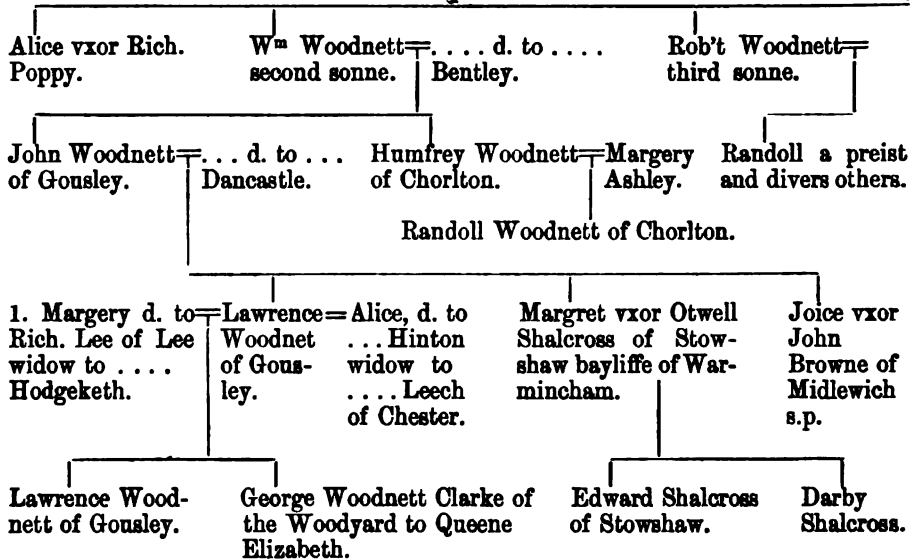 Alice vxor Rich.
Poppy.
Wm Woodnett
second sonne.
.... d. to ....
Bentley.
Rob't Woodnett
third sonne.
John Woodnett
of Gonsley.
... d. to ...
Dancastle.
Humfrey Woodnett
of Chorlton.
Margery
Ashley.
Randoll a preist
and divers others.
Randoll Woodnett of Chorlton.
1. Margery d. to
Rich. Lee of Lee
widow to ....
Hodgeketh.
Lawrence
Woodnet
of Gons-
ley.
Alice, d. to
...Hinton
widow to
....Leech
of Chester.
Margret vxor Otwell
Shalcross of Stow-
shaw bayliffe of War-
mincham.
Joice vxor
John
Browne of
Midlewich
s.p.
Lawrence Wood-
nett of Gonsley.
George Woodnett Clarke of
the Woodyard to Queene
Elizabeth.
Edward Shalcross
of Stowshaw.
Darby
Shalcross.